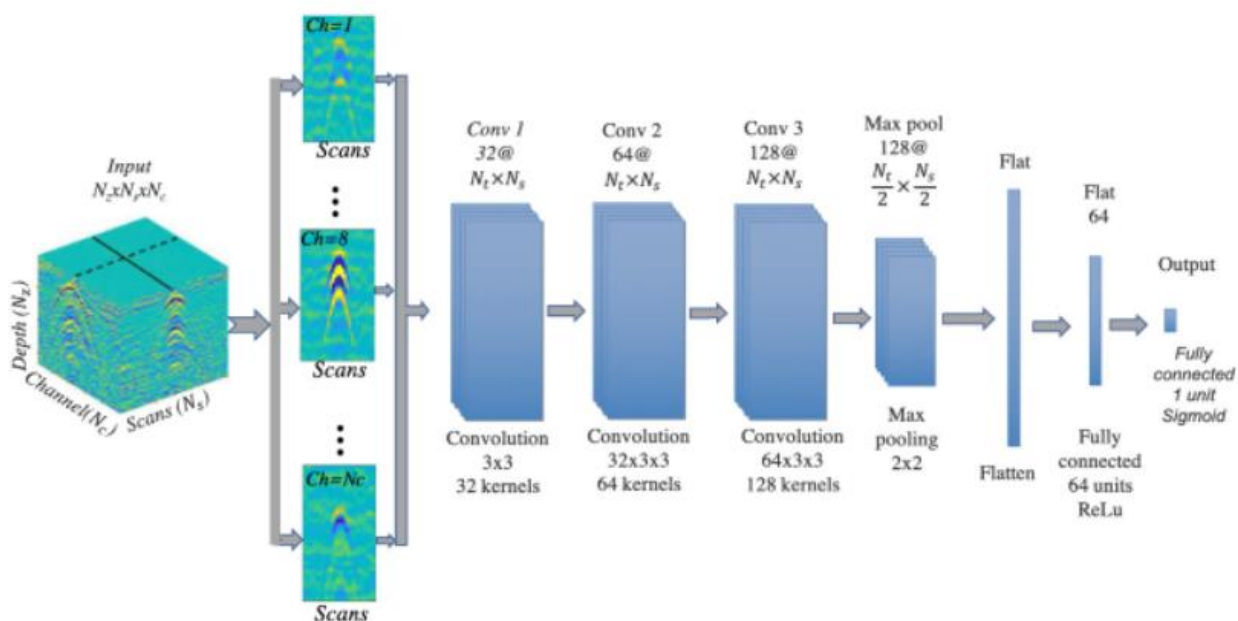 Input
N_z x N_s x N_c
Depth (N_z)
Channel(N_c)
Scans (N_s)
Ch=1
Scans
Ch=8
Scans
Ch=Nc
Scans
Conv 1
32@
N_t × N_s
Convolution
3x3
32 kernels
Conv 2
64@
N_t × N_s
Convolution
32x3x3
64 kernels
Conv 3
128@
N_t × N_s
Convolution
64x3x3
128 kernels
Max pool
128@
N_t/2 × N_s/2
Max
pooling
2x2
Flat
Flatten
Flat
64
Fully
connected
64 units
ReLu
Output
Fully
connected
1 unit
Sigmoid